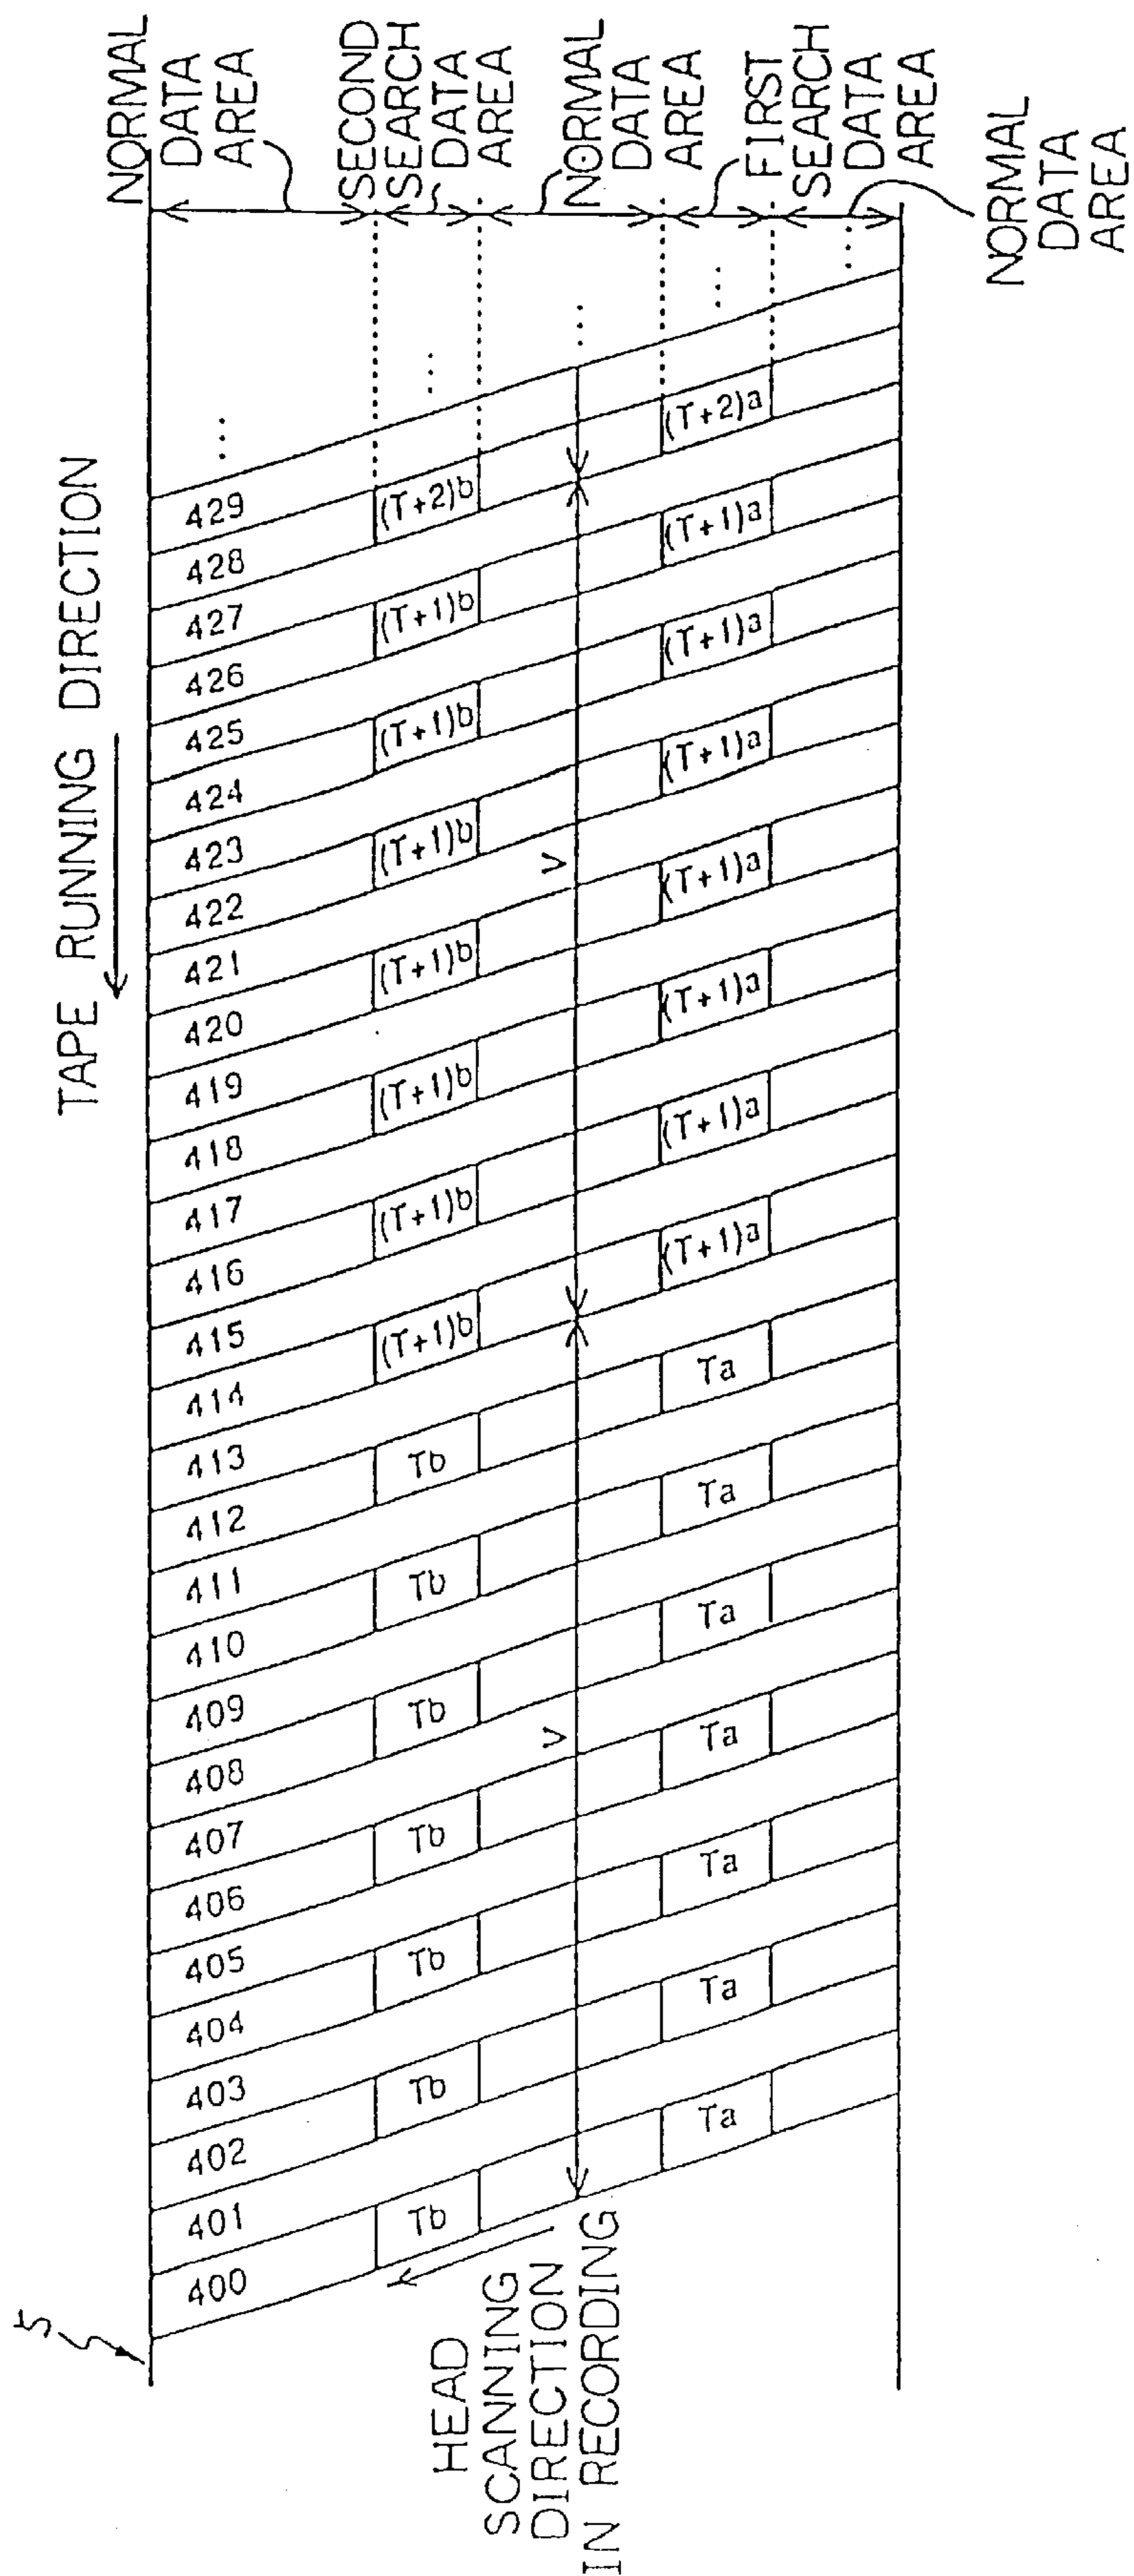 5
TAPE RUNNING DIRECTION
400 401 402 403 404 405 406 407 408 409 410 411 412 413 414 415 416 417 418 419 420 421 422 423 424 425 426 427 428 429
NORMAL
DATA
AREA
Tb Tb Tb Tb Tb Tb Tb (T+1)b (T+1)b (T+1)b (T+1)b (T+1)b (T+1)b (T+1)b (T+2)b
SECOND
SEARCH
DATA
AREA
HEAD
SCANNING
DIRECTION
IN RECORDING
V V
NORMAL
DATA
AREA
Ta Ta Ta Ta Ta Ta Ta (T+1)a (T+1)a (T+1)a (T+1)a (T+1)a (T+1)a (T+1)a (T+2)a
FIRST
SEARCH
DATA
AREA
NORMAL
DATA
AREA